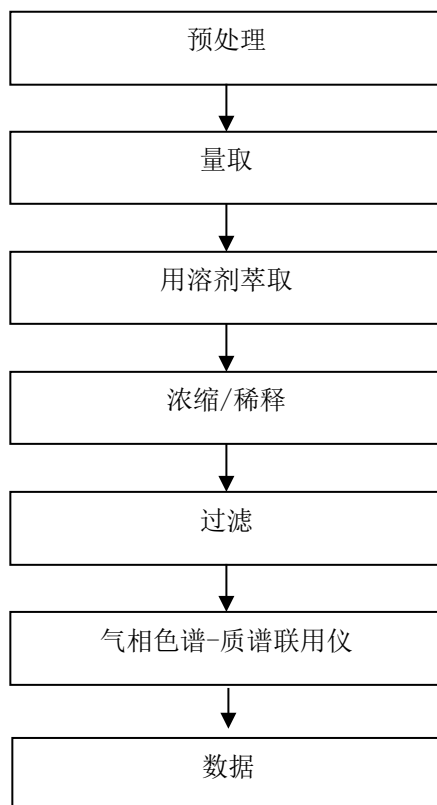 预处理
量取
用溶剂萃取
浓缩/稀释
过滤
气相色谱-质谱联用仪
数据